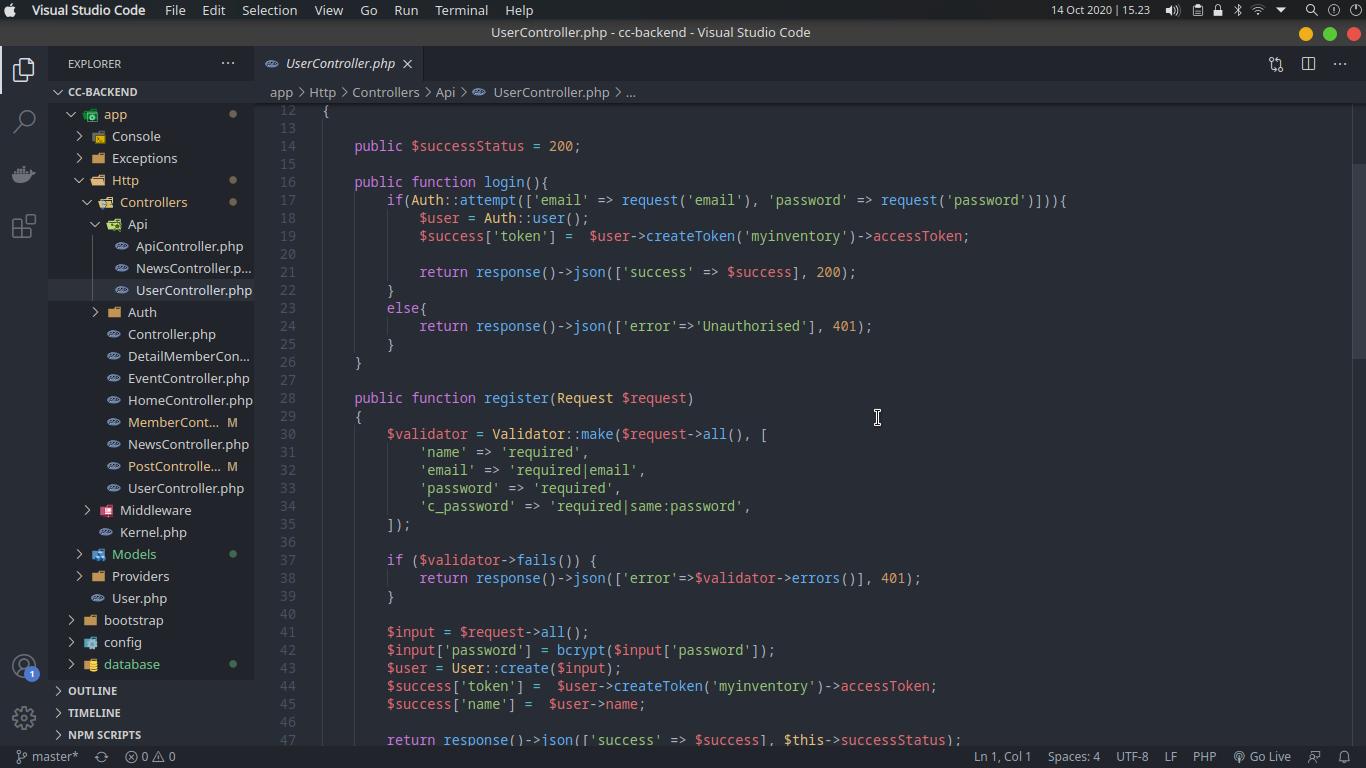 Visual Studio Code File Edit Selection View Go Run Terminal Help 14 Oct 2020 | 15.23
UserController.php - cc-backend - Visual Studio Code
EXPLORER
CC-BACKEND
app
Console
Exceptions
Http
Controllers
Api
ApiController.php
NewsController.p...
UserController.php
Auth
Controller.php
DetailMemberCon...
EventController.php
HomeController.php
MemberCont... M
NewsController.php
PostControlle... M
UserController.php
Middleware
Kernel.php
Models
Providers
User.php
bootstrap
config
database
OUTLINE
TIMELINE
NPM SCRIPTS
1
UserController.php
app > Http > Controllers > Api > UserController.php > ...
12 {
13
14 public $successStatus = 200;
15
16 public function login(){
17 if(Auth::attempt(['email' => request('email'), 'password' => request('password')])){
18 $user = Auth::user();
19 $success['token'] =  $user->createToken('myinventory')->accessToken;
20
21 return response()->json(['success' => $success], 200);
22 }
23 else{
24 return response()->json(['error'=>'Unauthorised'], 401);
25 }
26 }
27
28 public function register(Request $request)
29 {
30 $validator = Validator::make($request->all(), [
31 'name' => 'required',
32 'email' => 'required|email',
33 'password' => 'required',
34 'c_password' => 'required|same:password',
35 ]);
36
37 if ($validator->fails()) {
38 return response()->json(['error'=>$validator->errors()], 401);
39 }
40
41 $input = $request->all();
42 $input['password'] = bcrypt($input['password']);
43 $user = User::create($input);
44 $success['token'] =  $user->createToken('myinventory')->accessToken;
45 $success['name'] =  $user->name;
46
47 return response()->json(['success' => $success], $this->successStatus);
master* 0 0 Ln 1, Col 1 Spaces: 4 UTF-8 LF PHP Go Live